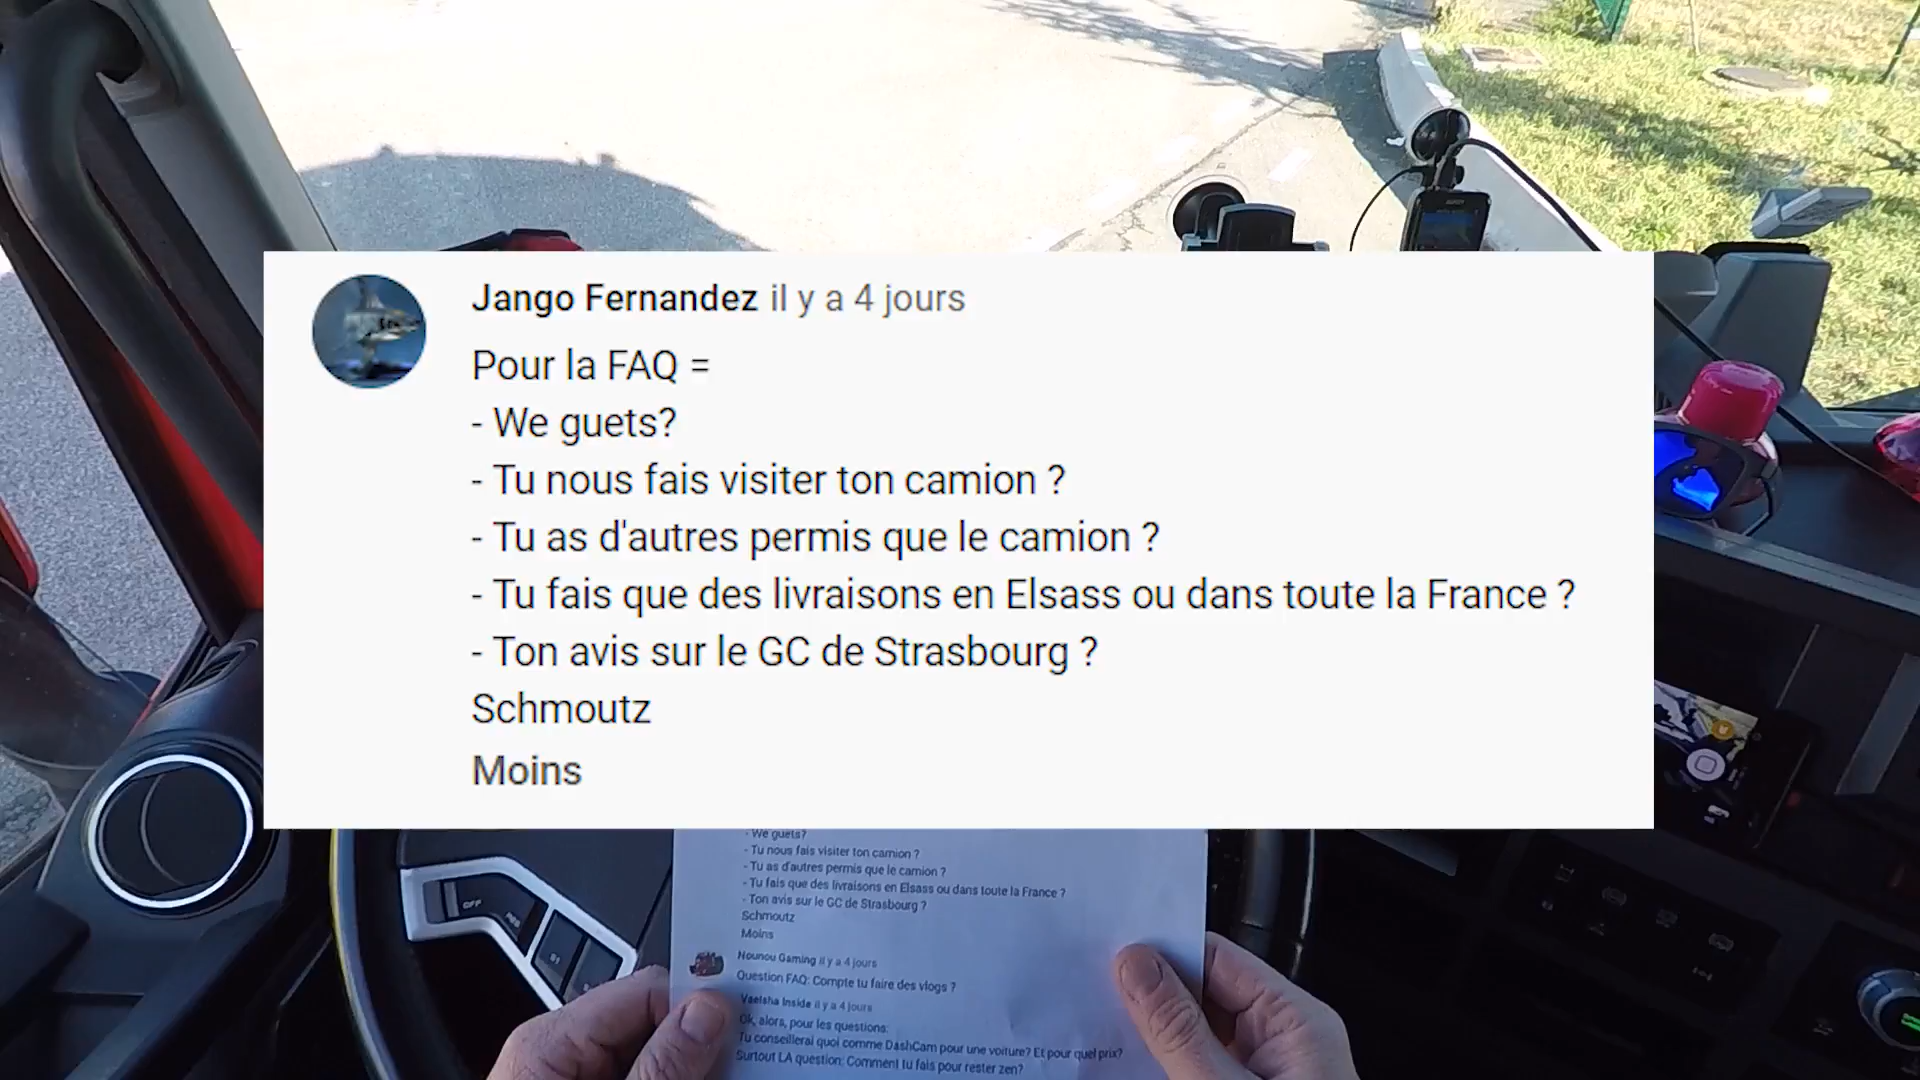 Jango Fernandez il y a 4 jours
Pour la FAQ =
- We guets?
- Tu nous fais visiter ton camion ?
- Tu as d'autres permis que le camion ?
- Tu fais que des livraisons en Elsass ou dans toute la France ?
- Ton avis sur le GC de Strasbourg ?
Schmoutz
Moins
- We guets?
- Tu nous fais visiter ton camion ?
- Tu as d'autres permis que le camion ?
- Tu fais que des livraisons en Elsass ou dans toute la France ?
- Ton avis sur le GC de Strasbourg ?
Schmoutz
Moins
Nounou Gaming il y a 4 jours
Question FAQ: Compte tu faire des vlogs ?
Vaelsha Inside il y a 4 jours
Ok, alors, pour les questions:
Tu conseillerai quoi comme DashCam pour une voiture? Et pour quel prix?
Surtout LA question: Comment tu fais pour rester zen?
OFF
RES